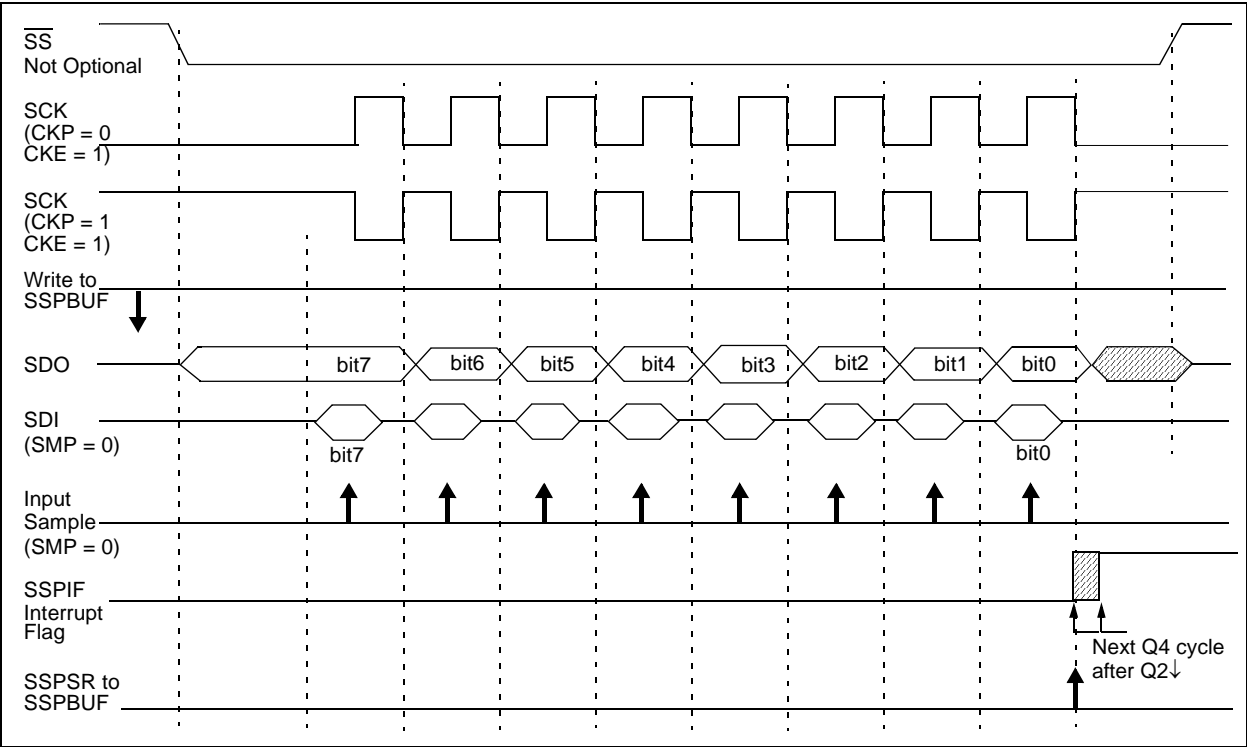 SS
Not Optional
SCK
(CKP = 0
CKE = 1)
SCK
(CKP = 1
CKE = 1)
Write to
SSPBUF
SDO
bit7 bit6 bit5 bit4 bit3 bit2 bit1 bit0
SDI
(SMP = 0)
bit7 bit0
Input
Sample
(SMP = 0)
SSPIF
Interrupt
Flag
Next Q4 cycle
after Q2↓
SSPSR to
SSPBUF